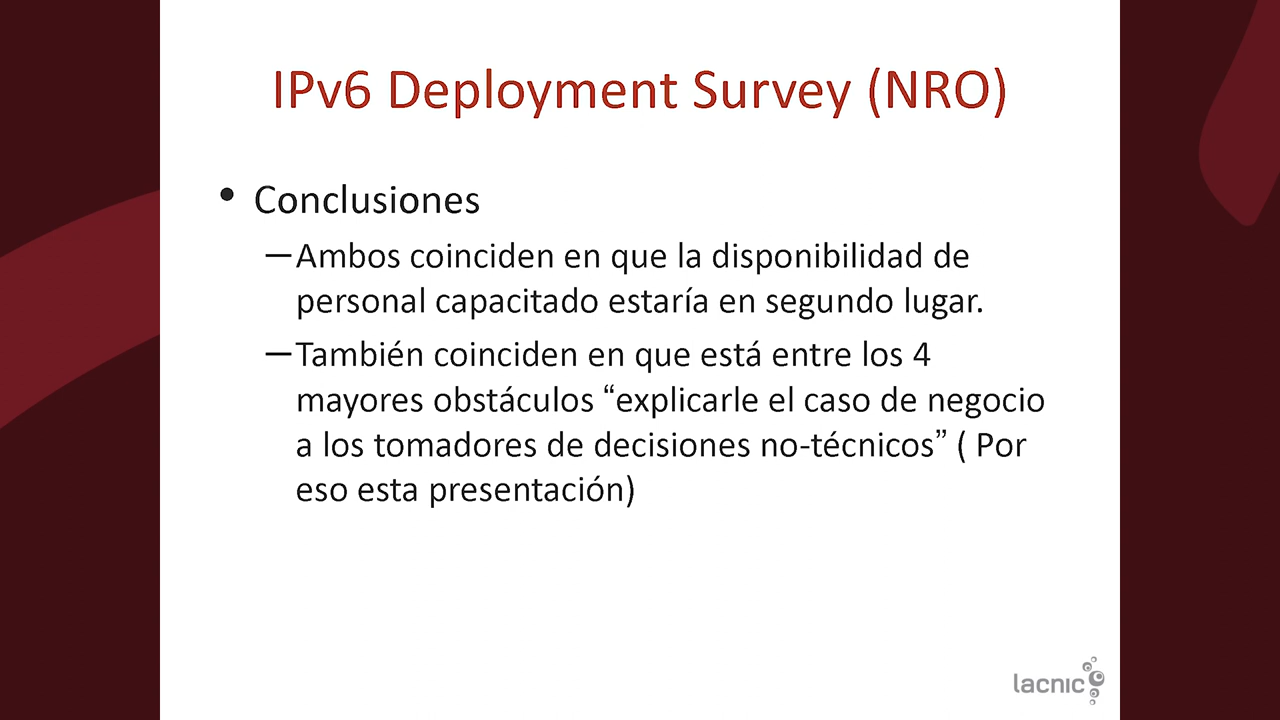 IPv6 Deployment Survey (NRO)
• Conclusiones
–Ambos coinciden en que la disponibilidad de
personal capacitado estaría en segundo lugar.
–También coinciden en que está entre los 4
mayores obstáculos “explicarle el caso de negocio
a los tomadores de decisiones no-técnicos” ( Por
eso esta presentación)
lacnic